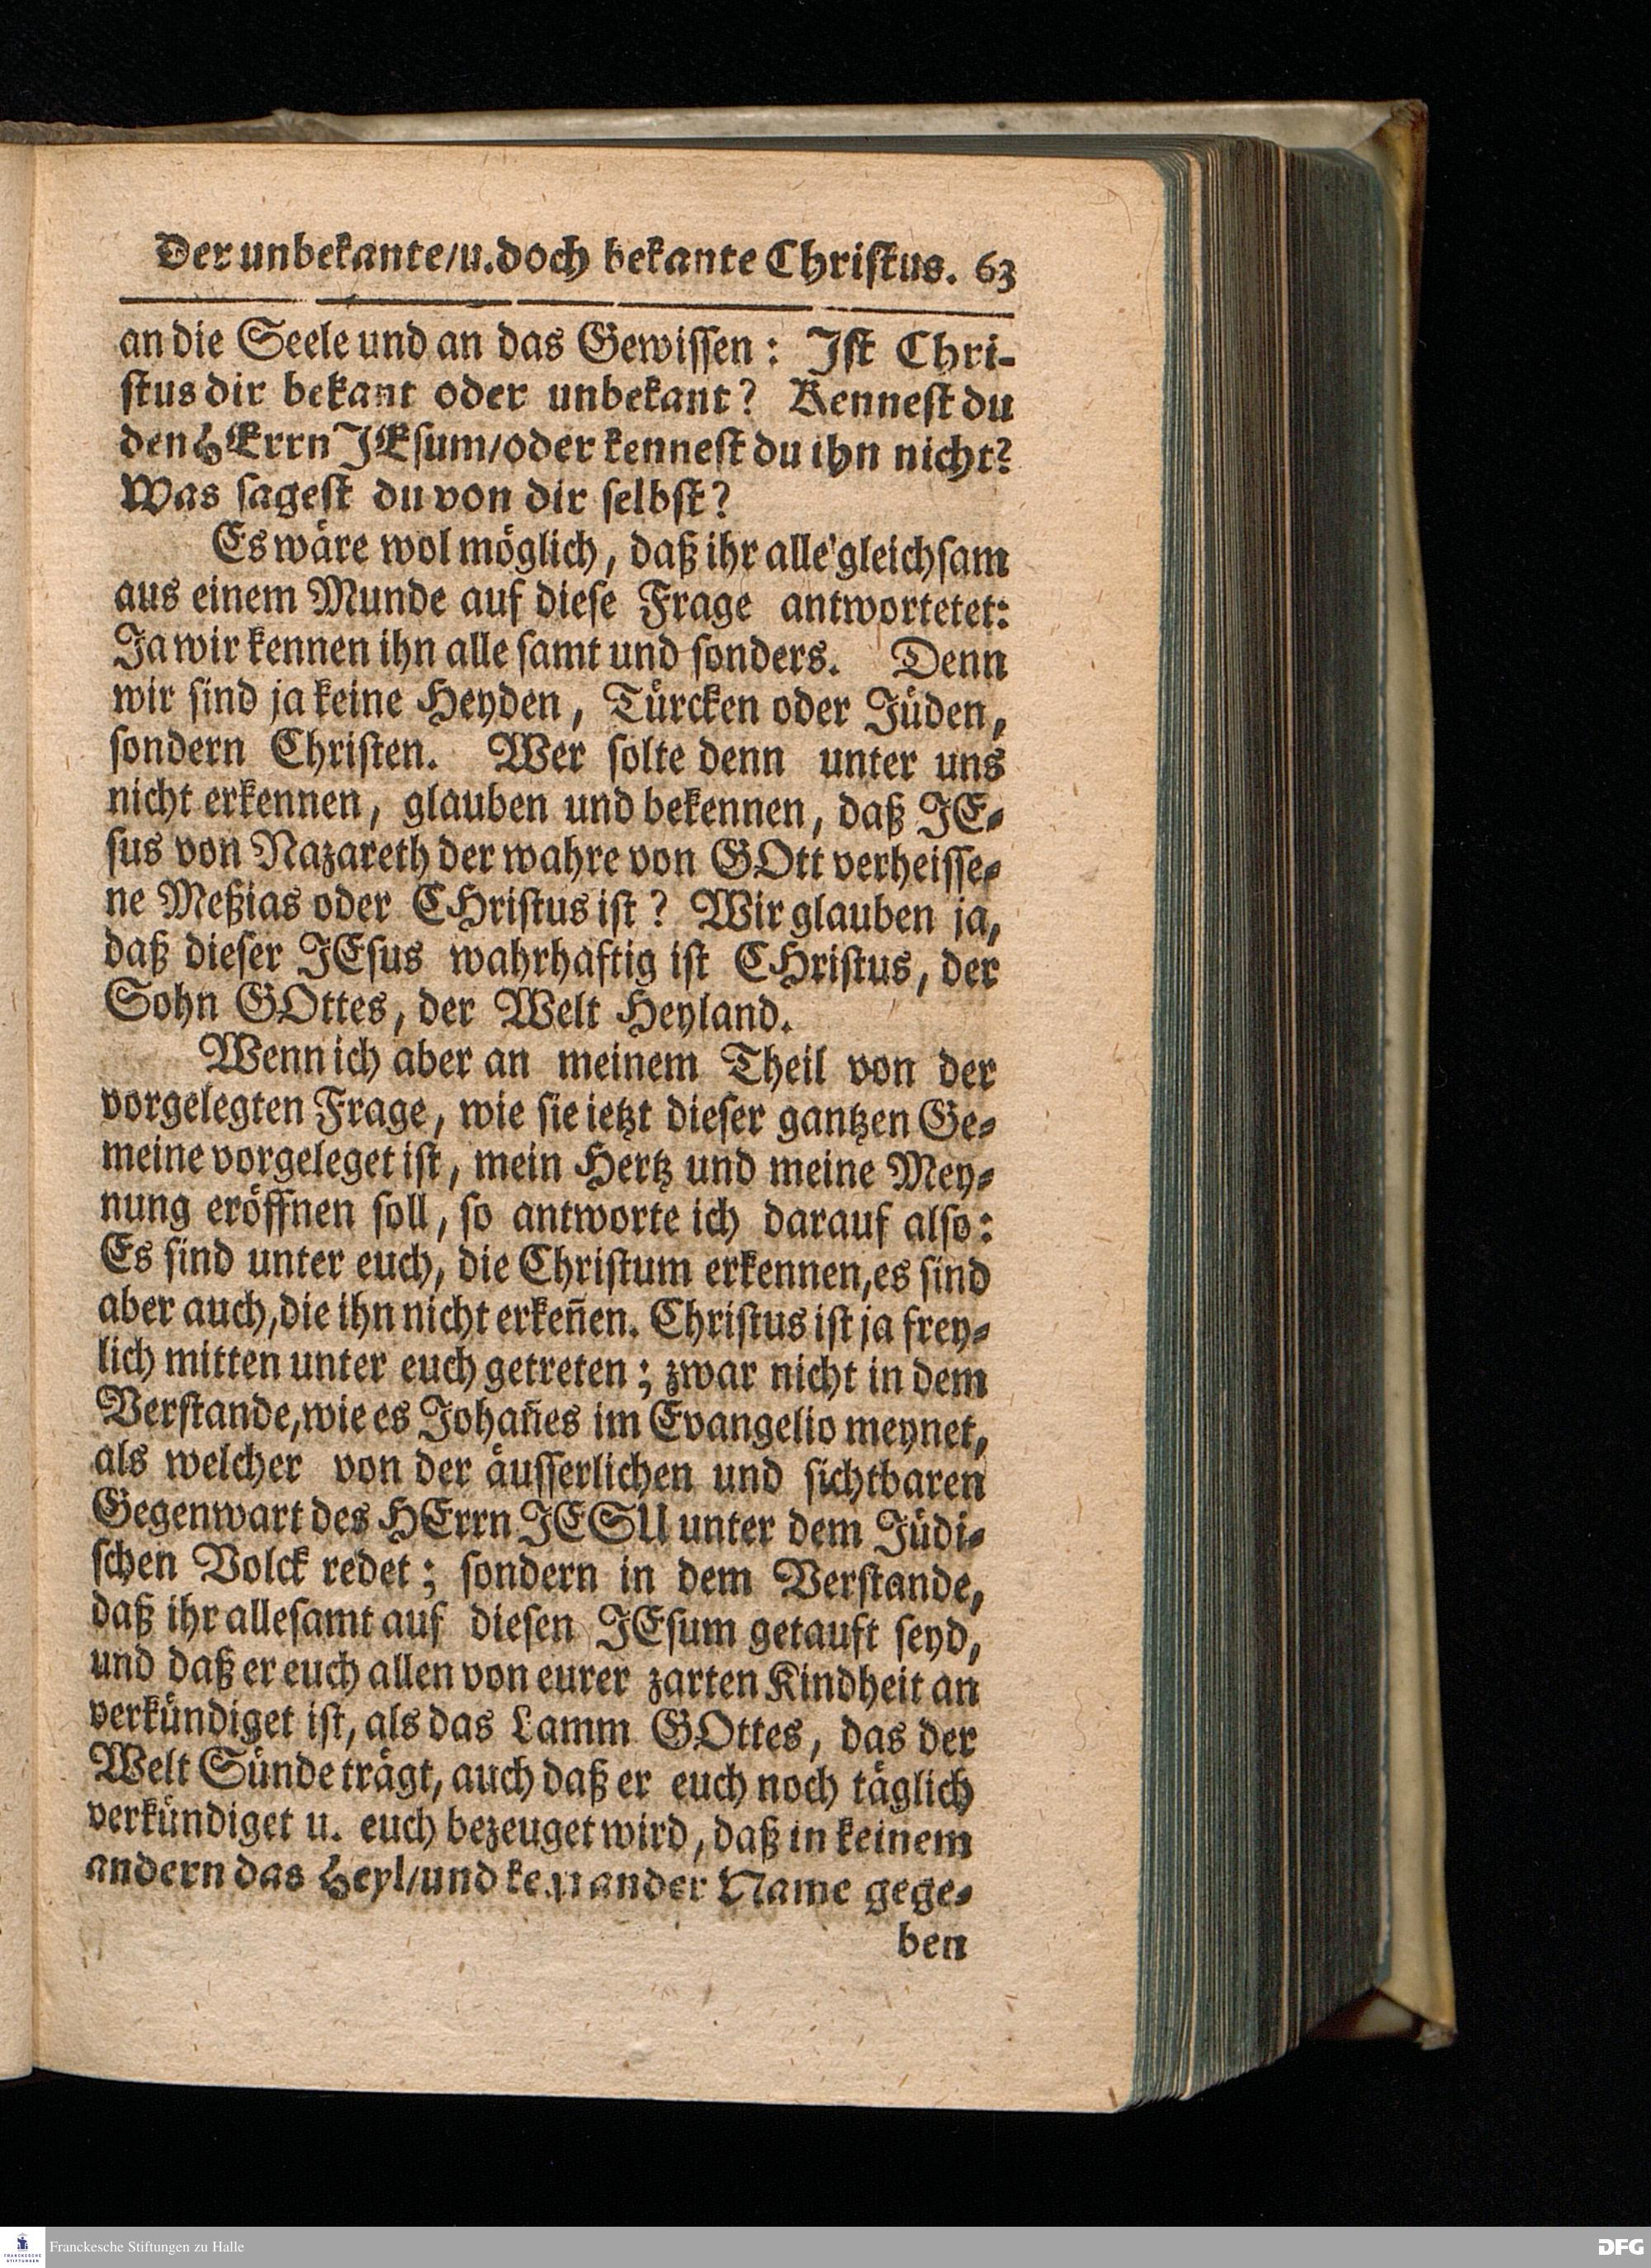 Der unbekante/u. doch bekante Christus. 63
an die Seele und an das Gewissen: Ist Chri-
stus dir bekant oder unbekant? Kennest du
den HErrn JEsum/oder kennest du ihn nicht?
Was sagest du von dir selbst?
Es wäre wol möglich, daß ihr alle gleichsam
aus einem Munde auf diese Frage antwortetet:
Ja wir kennen ihn alle samt und sonders. Denn
wir sind ja keine Heyden, Türcken oder Jüden,
sondern Christen. Wer solte denn unter uns
nicht erkennen, glauben und bekennen, daß JE-
sus von Nazareth der wahre von GOtt verheisse-
ne Meßias oder CHristus ist? Wir glauben ja,
daß dieser JEsus wahrhaftig ist CHristus, der
Sohn GOttes, der Welt Heyland.
Wenn ich aber an meinem Theil von der
vorgelegten Frage, wie sie ietzt dieser gantzen Ge-
meine vorgeleget ist, mein Hertz und meine Mey-
nung eröffnen soll, so antworte ich darauf also:
Es sind unter euch, die Christum erkennen, es sind
aber auch, die ihn nicht erkeñen. Christus ist ja frey-
lich mitten unter euch getreten; zwar nicht in dem
Verstande, wie es Johañes im Evangelio meynet,
als welcher von der äusserlichen und sichtbaren
Gegenwart des HErrn JESU unter dem Jüdi-
schen Volck redet; sondern in dem Verstande,
daß ihr allesamt auf diesen JEsum getauft seyd,
und daß er euch allen von eurer zarten Kindheit an
verkündiget ist, als das Lamm GOttes, das der
Welt Sünde trägt, auch daß er euch noch täglich
verkündiget u. euch bezeuget wird, daß in keinem
andern das Heyl/und kein ander Name gege-
ben
Franckesche Stiftungen zu Halle
FRANCKESCHE STIFTUNGEN
DFG